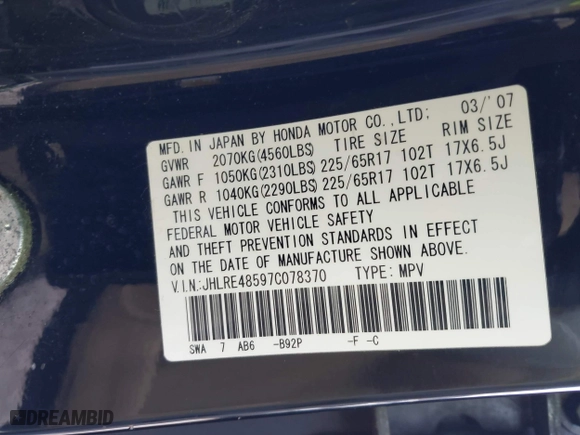 MFD. IN JAPAN BY HONDA MOTOR CO.,LTD; 03/'07
GVWR 2070KG(4560LBS) TIRE SIZE RIM SIZE
GAWR F 1050KG(2310LBS) 225/65R17 102T 17X6.5J
GAWR R 1040KG(2290LBS) 225/65R17 102T 17X6.5J
THIS VEHICLE CONFORMS TO ALL APPLICABLE
FEDERAL MOTOR VEHICLE SAFETY
AND THEFT PREVENTION STANDARDS IN EFFECT
ON THE DATE OF MANUFACTURE SHOWN ABOVE.
V.I.N:JHLRE48597C078370 TYPE: MPV
SWA 7 AB6 -B92P -F -C
DREAMBID